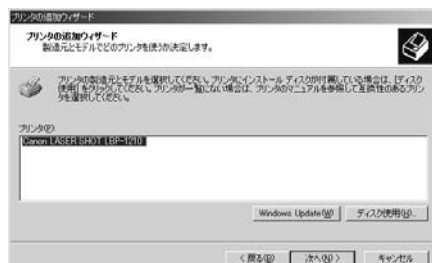 プリンタの追加ウィザード
プリンタの追加ウィザード
製造元とモデルでどのプリンタを使うか決定します。
プリンタの製造元とモデルを選択してください。プリンタにインストール ディスクが付属している場合は、[ディスク
使用] をクリックしてください。プリンタが一覧にない場合は、プリンタのマニュアルを参照して互換性のあるプリン
タを選択してください。
プリンタ(P)
Canon LASER SHOT LBP-1210
Windows Update(W)
ディスク使用(H)...
< 戻る(B)
次へ(N) >
キャンセル